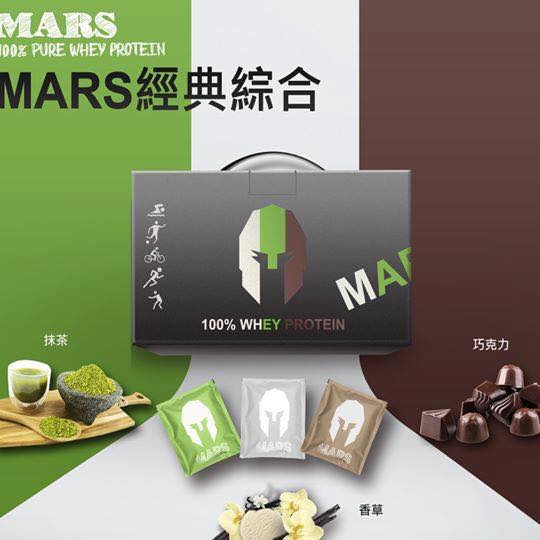 MARS
100% PURE WHEY PROTEIN
MARS經典綜合
MAR
100% WHEY PROTEIN
抹茶
巧克力
MARS
MARS
MARS
香草